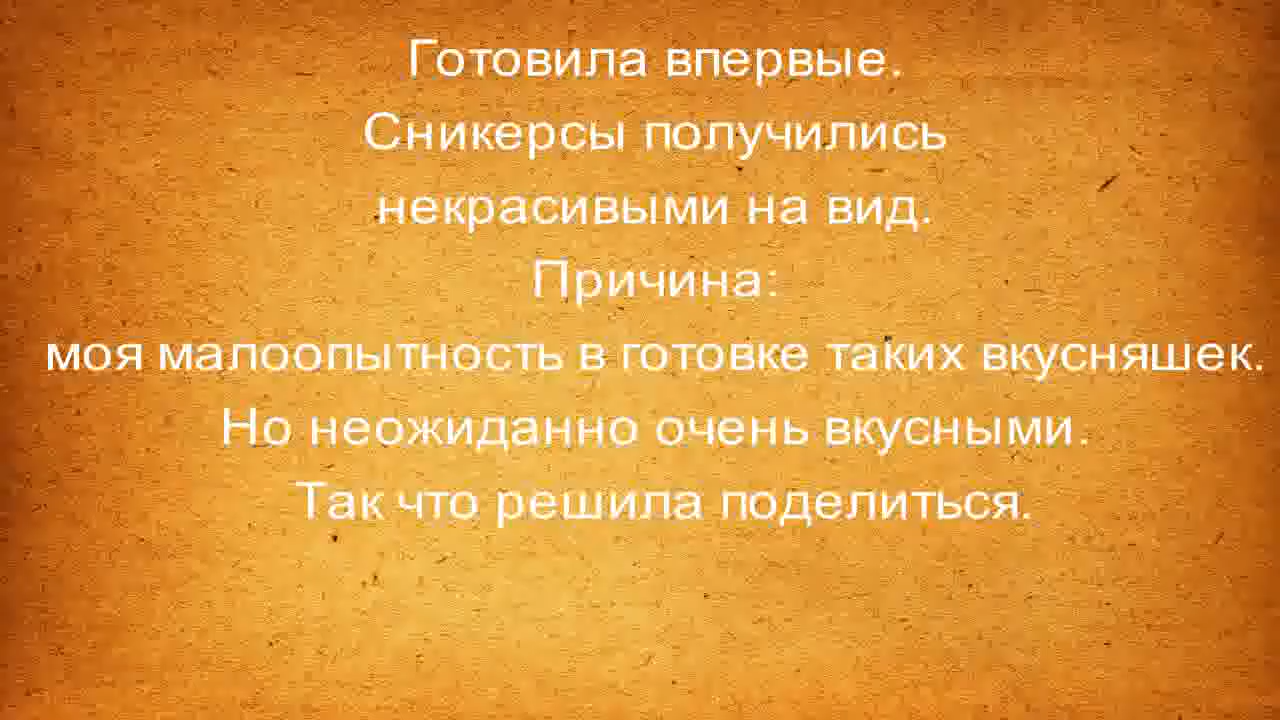 Готовила впервые.
Сникерсы получились
некрасивыми на вид.
Причина:
моя малоопытность в готовке таких вкусняшек.
Но неожиданно очень вкусными.
Так что решила поделиться.